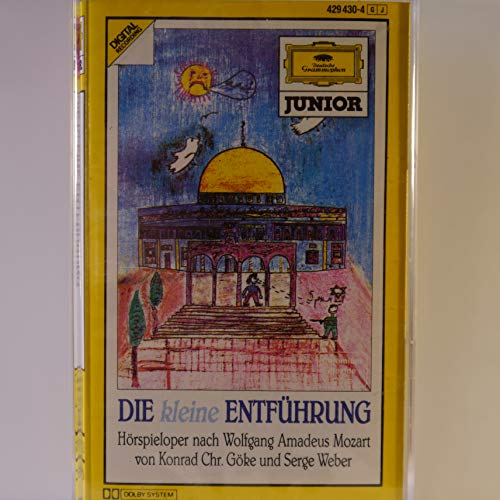 429 430-4 G J
DIGITAL
RECORDING
Deutsche
Grammophon
JUNIOR
DIE kleine ENTFÜHRUNG
Hörspieloper nach Wolfgang Amadeus Mozart
von Konrad Chr. Göke und Serge Weber
DOLBY SYSTEM